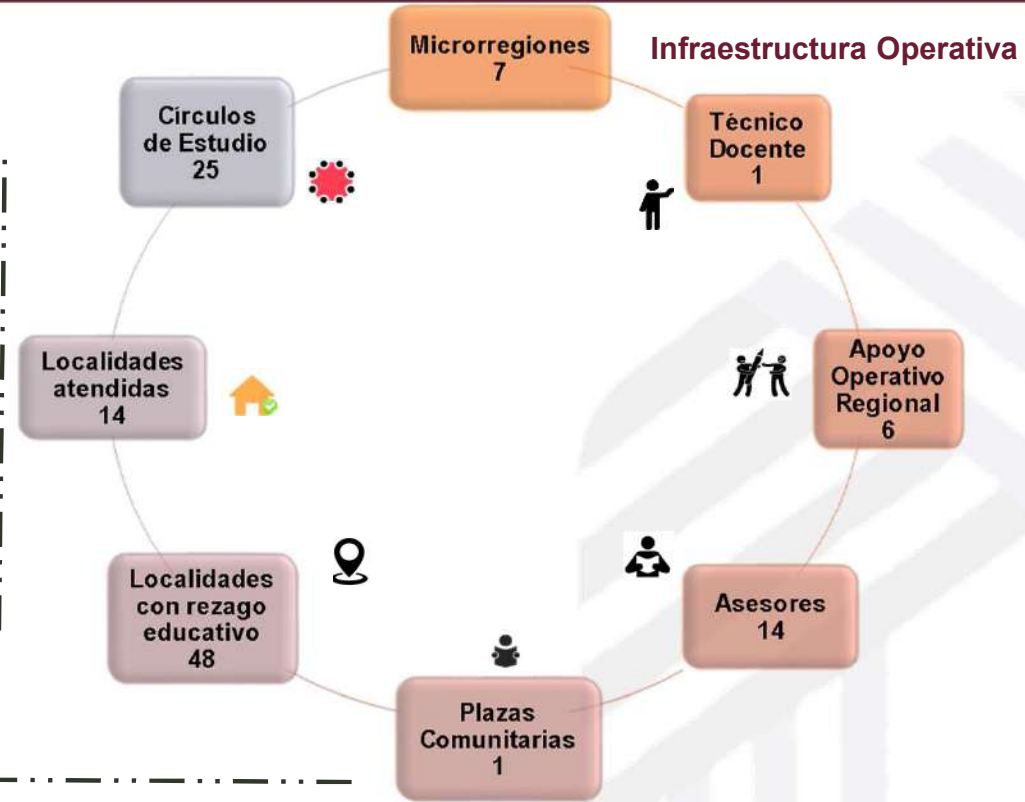 Infraestructura Operativa
Microrregiones
7
Técnico
Docente
1
Apoyo
Operativo
Regional
6
Asesores
14
Plazas
Comunitarias
1
Localidades
con rezago
educativo
48
Localidades
atendidas
14
Círculos
de Estudio
25